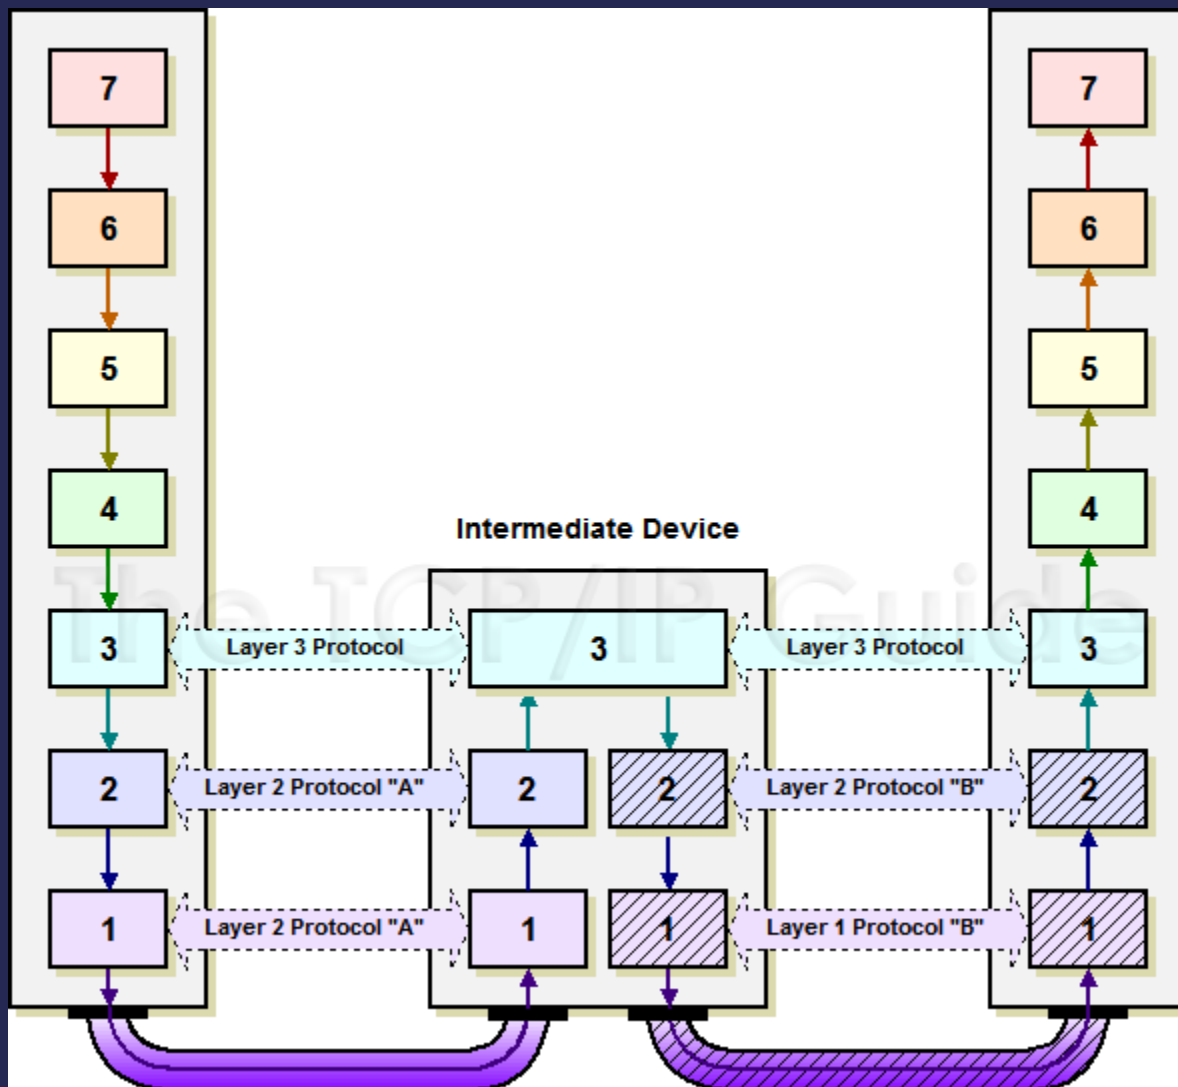 7
7
6
6
5
5
4
4
Intermediate Device
The TCP/IP Guide
3
Layer 3 Protocol
3
Layer 3 Protocol
3
2
Layer 2 Protocol "A"
2
2
Layer 2 Protocol "B"
2
1
Layer 2 Protocol "A"
1
1
Layer 1 Protocol "B"
1